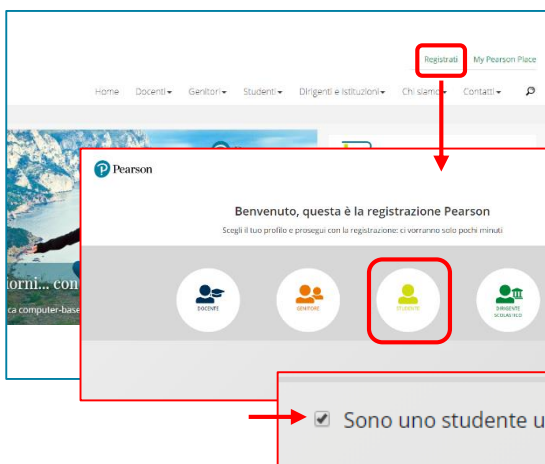 Registrati My Pearson Place
Home Docenti Genitori Studenti Dirigenti e Istituzioni Chi siamo Contatti
Pearson
Benvenuto, questa è la registrazione Pearson
Scegli il tuo profilo e prosegui con la registrazione: ci vorranno solo pochi minuti
iorni... con
ca computer-base
DOCENTE GENITORE STUDENTE DIRIGENTE
SCOLASTICO
Sono uno studente u